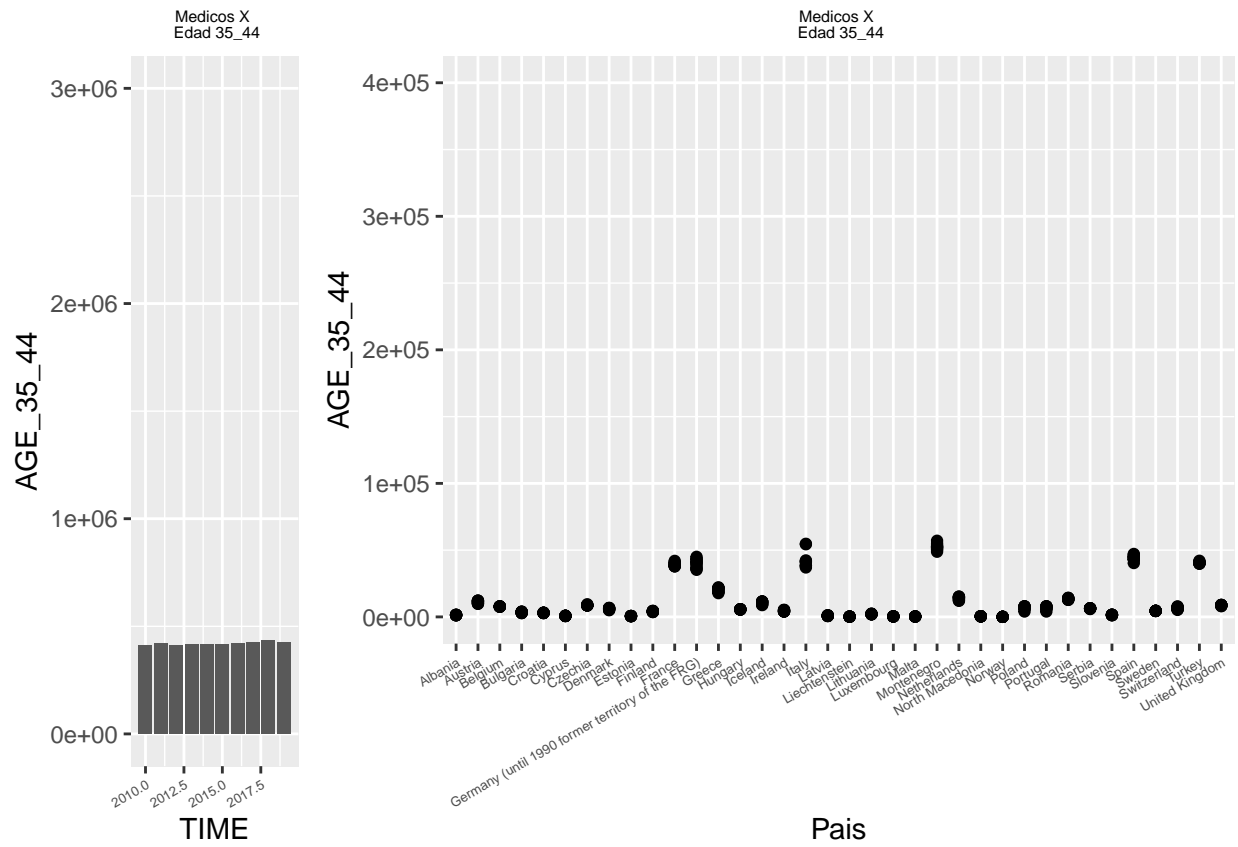 Medicos X
Edad 35_44
AGE_35_44
3e+06
2e+06
1e+06
0e+00
2010.0
2012.5
2015.0
2017.5
TIME
Medicos X
Edad 35_44
AGE_35_44
4e+05
3e+05
2e+05
1e+05
0e+00
Albania
Austria
Belgium
Bulgaria
Croatia
Cyprus
Czechia
Denmark
Estonia
Finland
France
Germany (until 1990 former territory of the FRG)
Greece
Hungary
Iceland
Ireland
Italy
Latvia
Liechtenstein
Lithuania
Luxembourg
Malta
Montenegro
Netherlands
North Macedonia
Norway
Poland
Portugal
Romania
Serbia
Slovenia
Spain
Sweden
Switzerland
Turkey
United Kingdom
Pais